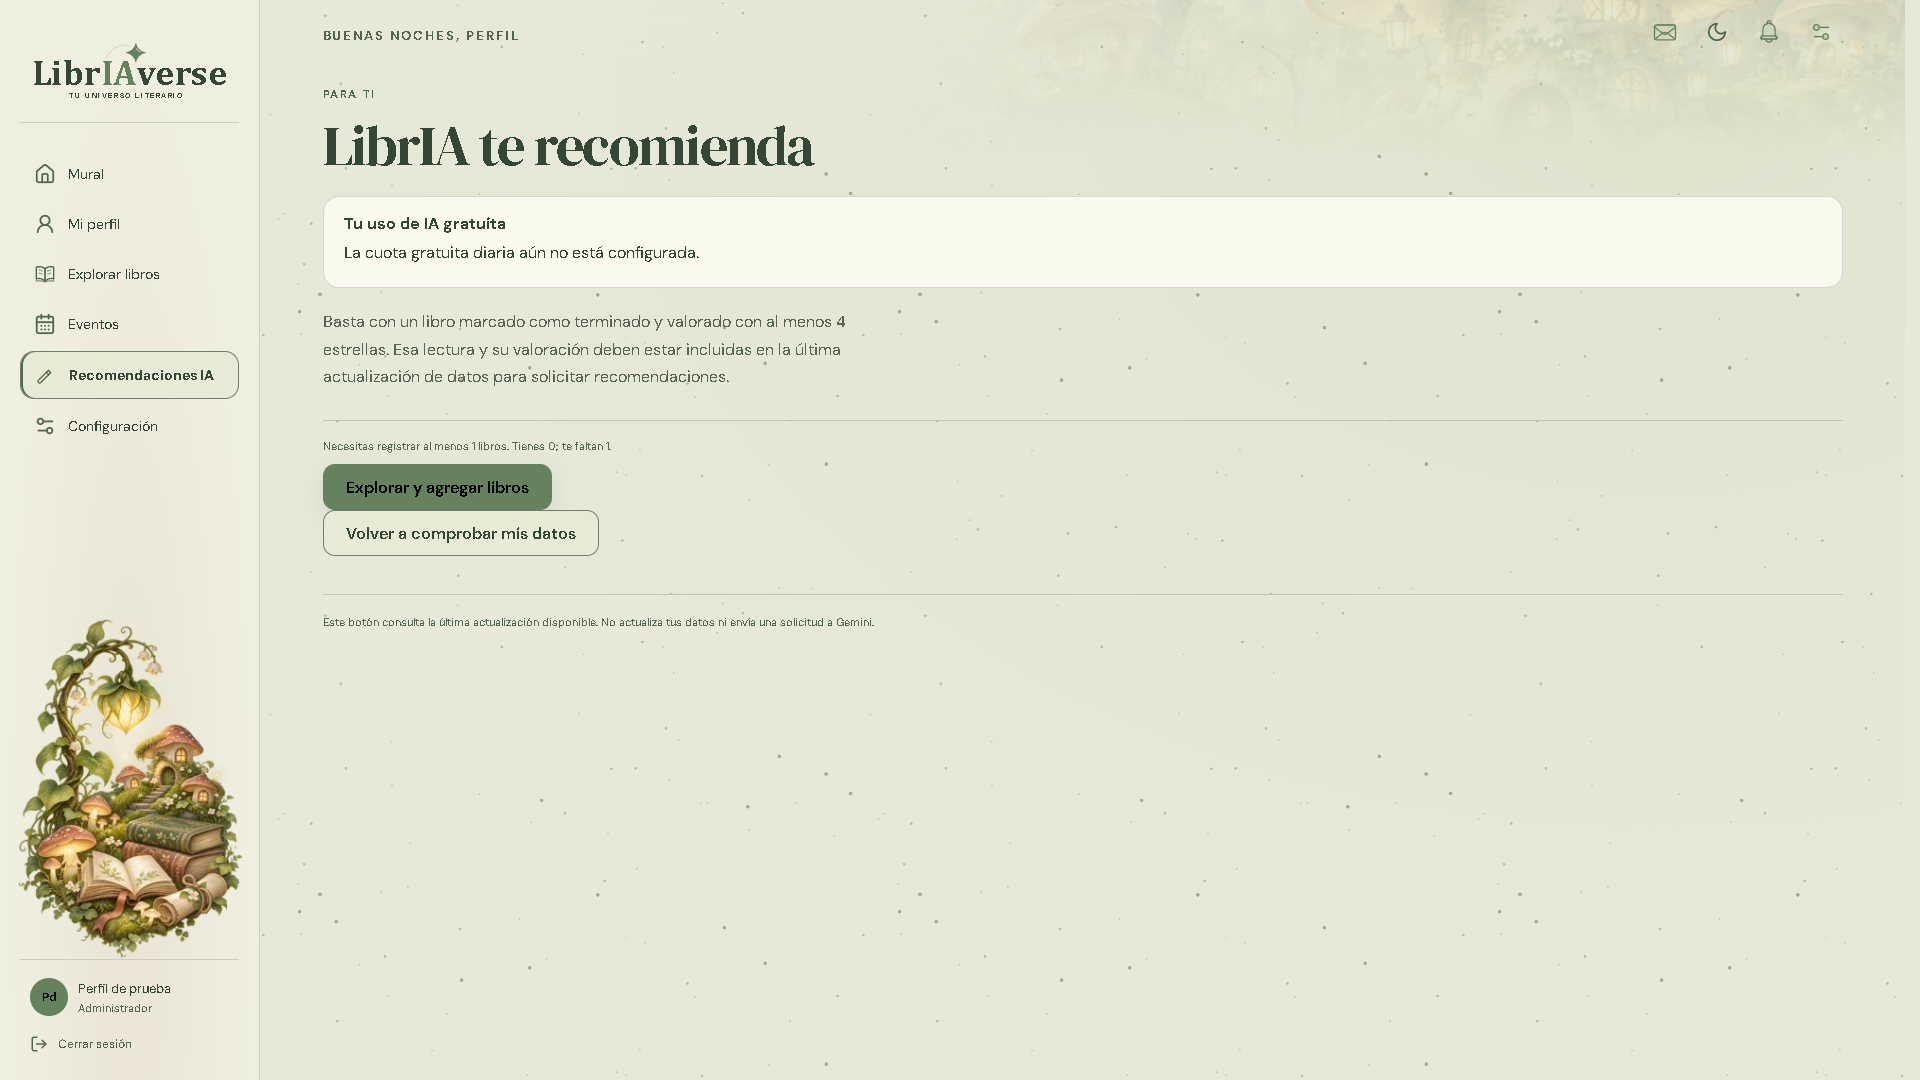 LibrIAverse
TU UNIVERSO LITERARIO
Mural
Mi perfil
Explorar libros
Eventos
Recomendaciones IA
Configuración
Perfil de prueba
Pd
Administrador
Cerrar sesión
BUENAS NOCHES, PERFIL
PARA TI
LibrIA te recomienda
Tu uso de IA gratuita
La cuota gratuita diaria aún no está configurada.
Basta con un libro marcado como terminado y valorado con al menos 4
estrellas. Esa lectura y su valoración deben estar incluidas en la última
actualización de datos para solicitar recomendaciones.
Necesitas registrar al menos 1 libros. Tienes 0; te faltan 1.
Explorar y agregar libros
Volver a comprobar mis datos
Este botón consulta la última actualización disponible. No actualiza tus datos ni envía una solicitud a Gemini.